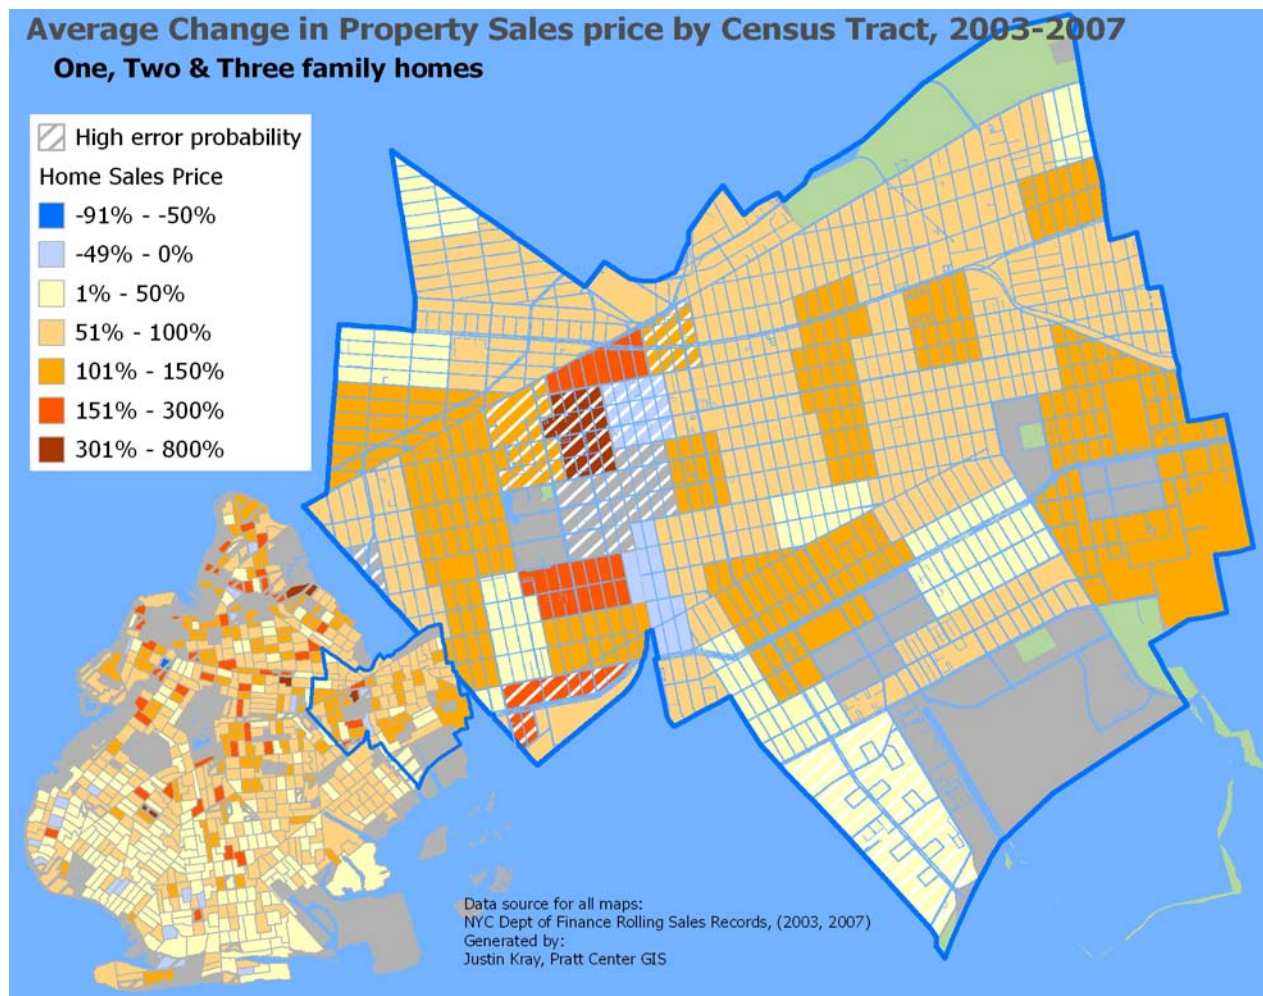 Average Change in Property Sales price by Census Tract, 2003-2007
One, Two & Three family homes
High error probability
Home Sales Price
-91% - -50%
-49% - 0%
1% - 50%
51% - 100%
101% - 150%
151% - 300%
301% - 800%
Data source for all maps:
NYC Dept of Finance Rolling Sales Records, (2003, 2007)
Generated by:
Justin Kray, Pratt Center GIS